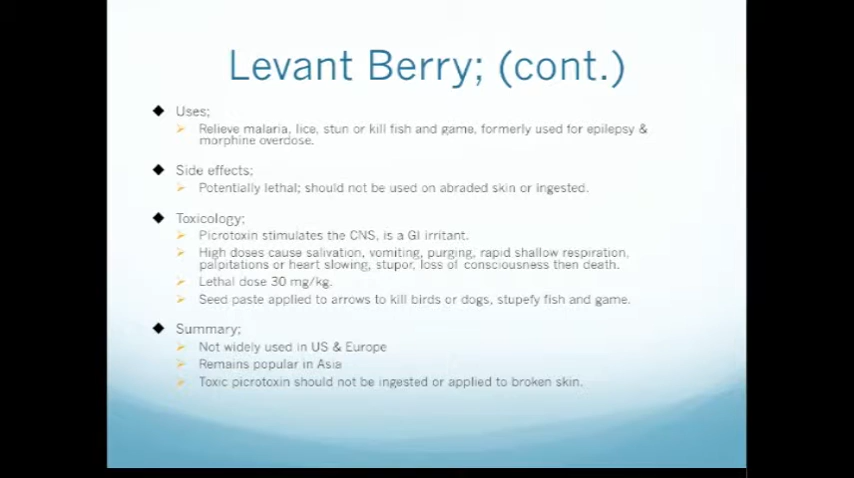 Levant Berry; (cont.)
Uses;
Relieve malaria, lice, stun or kill fish and game, formerly used for epilepsy &
morphine overdose.
Side effects;
Potentially lethal; should not be used on abraded skin or ingested.
Toxicology;
Picrotoxin stimulates the CNS, is a GI irritant.
High doses cause salivation, vomiting, purging, rapid shallow respiration,
palpitations or heart slowing, stupor, loss of consciousness then death.
Lethal dose 30 mg/kg.
Seed paste applied to arrows to kill birds or dogs, stupefy fish and game.
Summary;
Not widely used in US & Europe
Remains popular in Asia
Toxic picrotoxin should not be ingested or applied to broken skin.